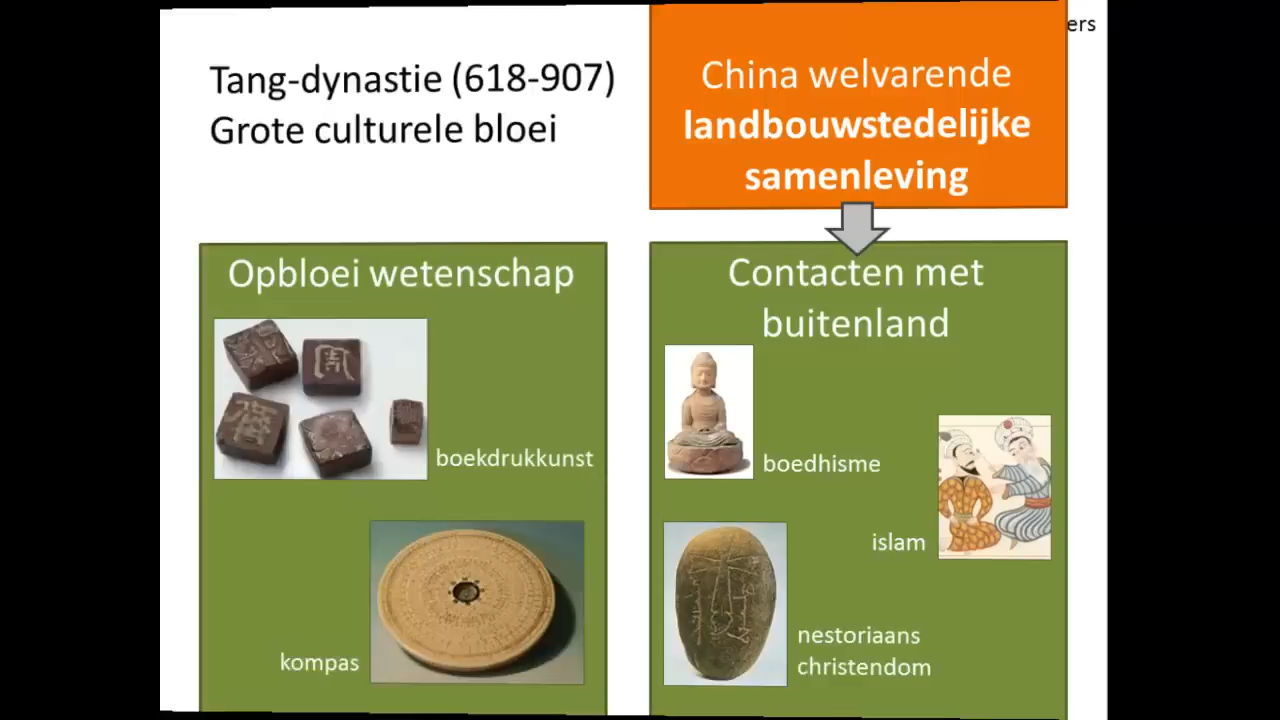 ers
Tang-dynastie (618-907)
Grote culturele bloei
China welvarende
landbouwstedelijke
samenleving
Opbloei wetenschap
boekdrukkunst
kompas
Contacten met
buitenland
boedhisme
islam
nestoriaans
christendom